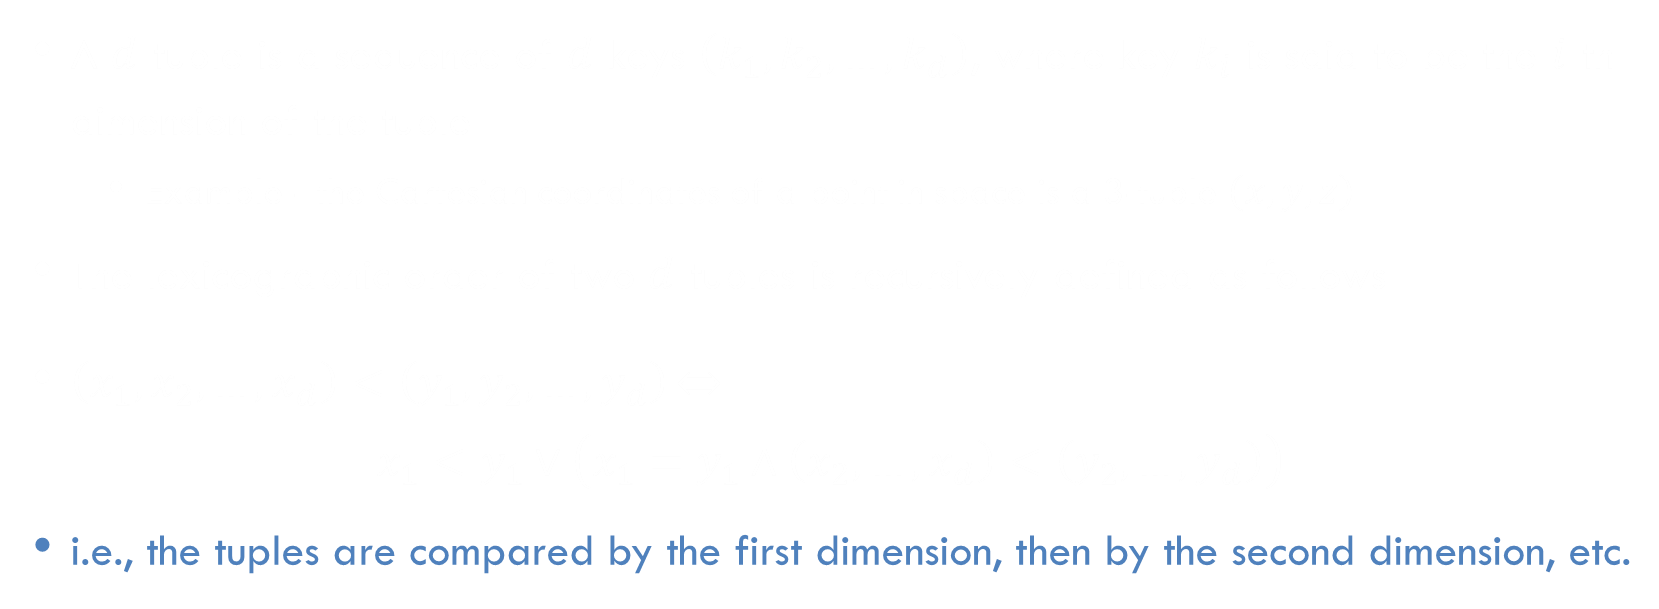 • i.e., the tuples are compared by the first dimension, then by the second dimension, etc.